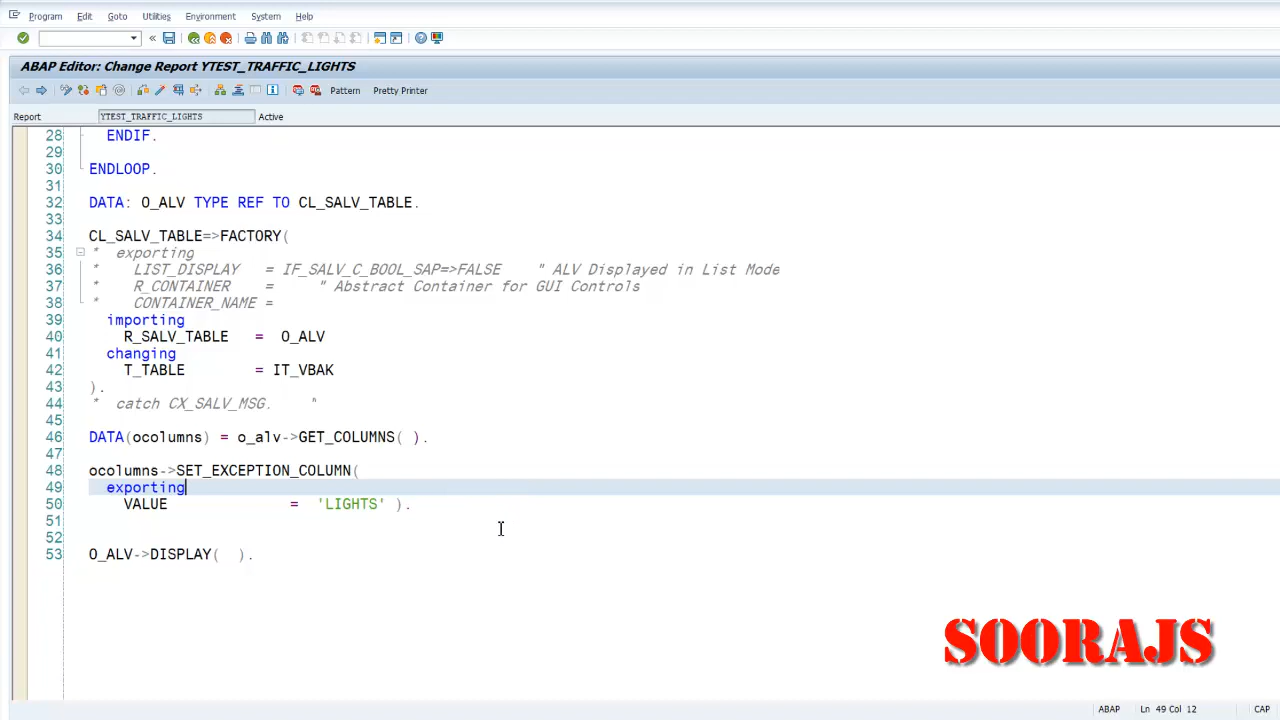 Program Edit Goto Utilities Environment System Help
ABAP Editor: Change Report YTEST_TRAFFIC_LIGHTS
Pattern Pretty Printer
Report YTEST_TRAFFIC_LIGHTS Active
28 ENDIF.
29
30 ENDLOOP.
31
32 DATA: O_ALV TYPE REF TO CL_SALV_TABLE.
33
34 CL_SALV_TABLE=>FACTORY(
35 * exporting
36 * LIST_DISPLAY = IF_SALV_C_BOOL_SAP=>FALSE " ALV Displayed in List Mode
37 * R_CONTAINER = " Abstract Container for GUI Controls
38 * CONTAINER_NAME =
39 importing
40 R_SALV_TABLE = O_ALV
41 changing
42 T_TABLE = IT_VBAK
43 ).
44 * catch CX_SALV_MSG. "
45
46 DATA(ocolumns) = o_alv->GET_COLUMNS( ).
47
48 ocolumns->SET_EXCEPTION_COLUMN(
49 exporting
50 VALUE = 'LIGHTS' ).
51
52
53 O_ALV->DISPLAY( ).
SOORAJS
ABAP Ln 49 Col 12 CAP